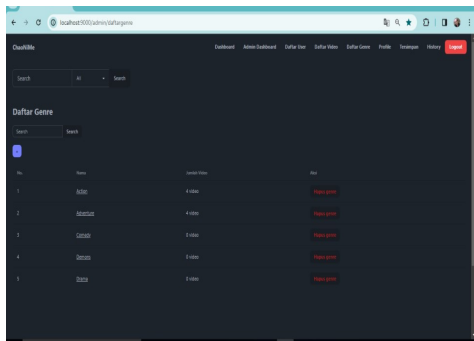 localhost:9000/admin/daftargenre
ChaosNiMe Dashboard Admin Dashboard Daftar User Daftar Video Daftar Genre Profile Tersimpan History Logout
Search All Search
Daftar Genre
Search Search
No. Nama Jumlah Video Aksi
1 Action 4 video Hapus genre
2 Adventure 4 video Hapus genre
3 Comedy 0 video Hapus genre
4 Demons 0 video Hapus genre
5 Drama 0 video Hapus genre